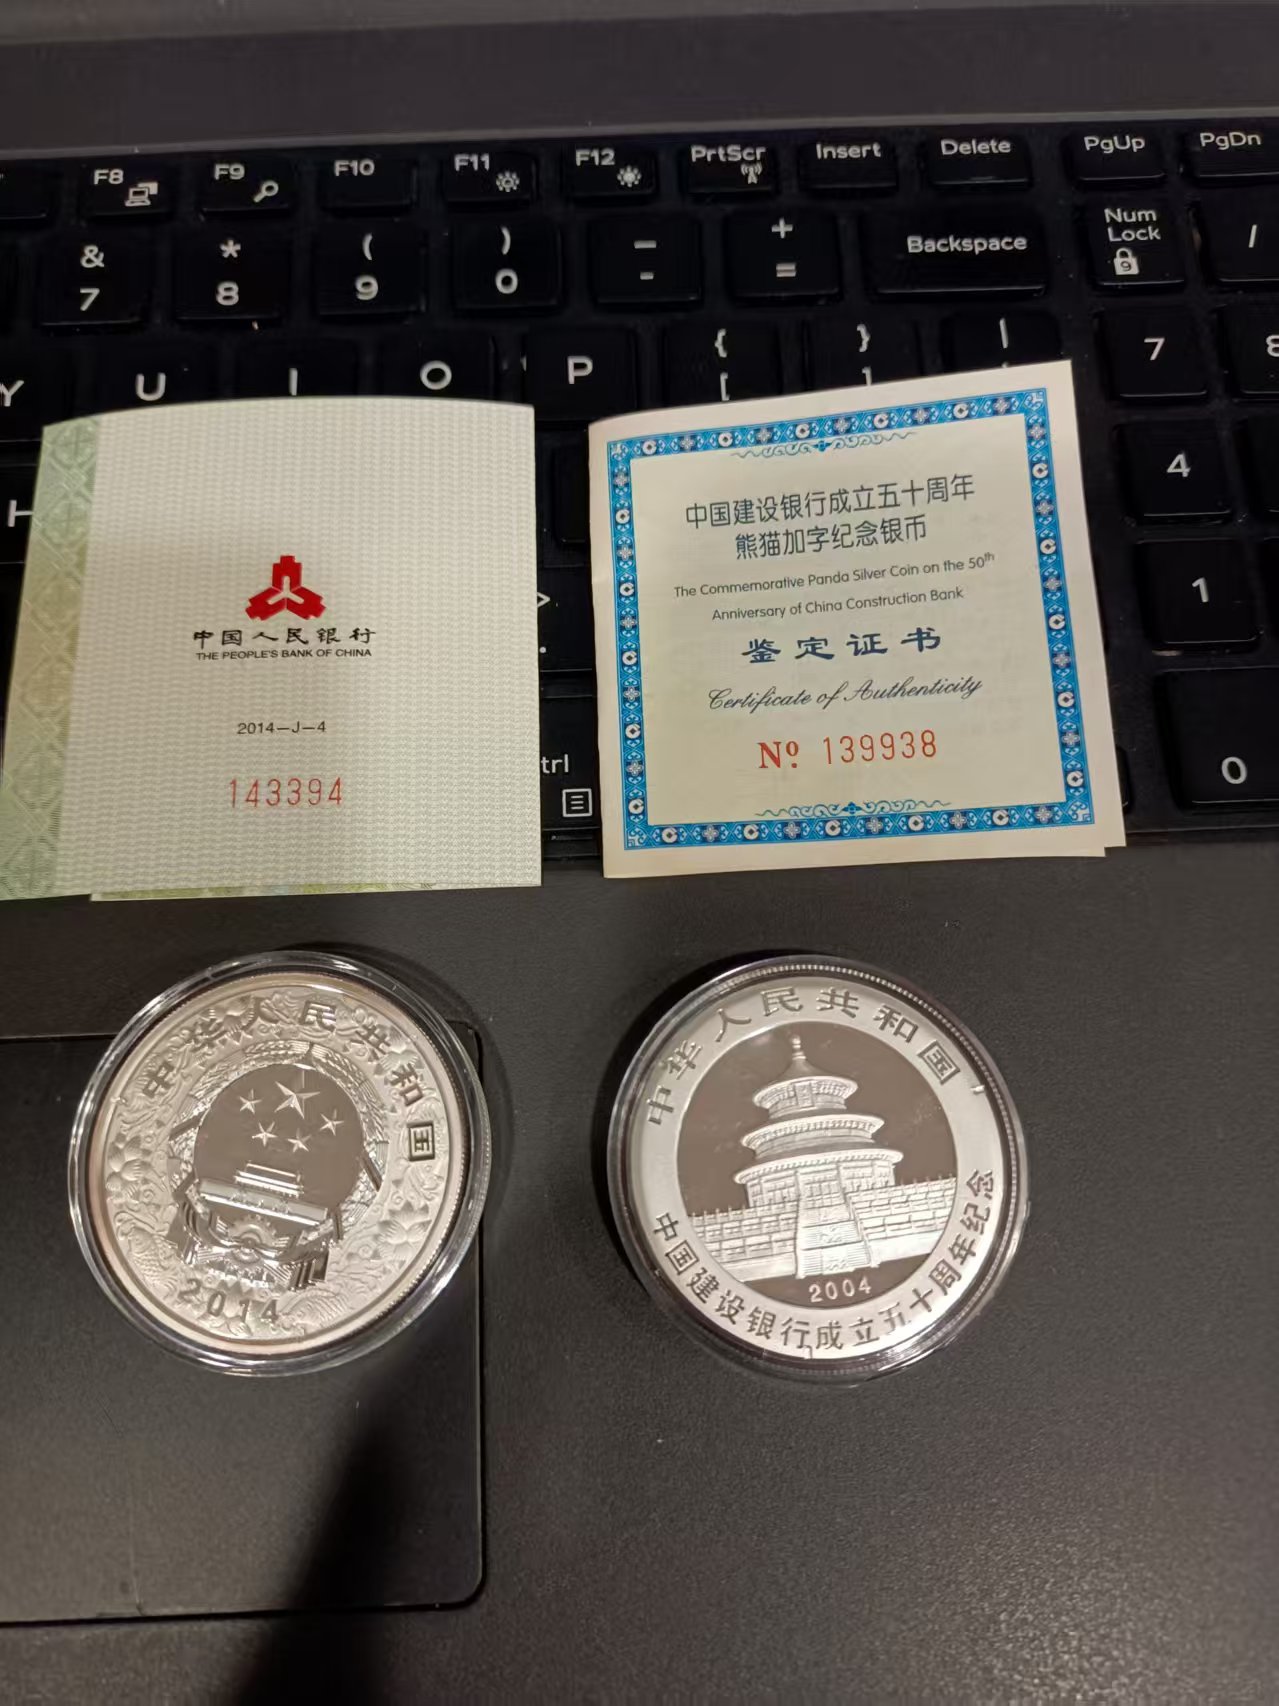 F8
F9
F10
F11
F12
PrtScr
Insert
Delete
PgUp
PgDn
&
7
*
8
(
9
)
0
—
-
+
=
Backspace
Num
Lock
9
/
Y
U
I
O
P
{
[
}
]
|
7
8
H
4
>
.
1
trl
0
中国人民银行
THE PEOPLE'S BANK OF CHINA
2014-J-4
143394
中国建设银行成立五十周年
熊猫加字纪念银币
The Commemorative Panda Silver Coin on the 50th
Anniversary of China Construction Bank
鉴定证书
Certificate of Authenticity
Nº. 139938
中华人民共和国
2014
中华人民共和国
2004
中国建设银行成立五十周年纪念